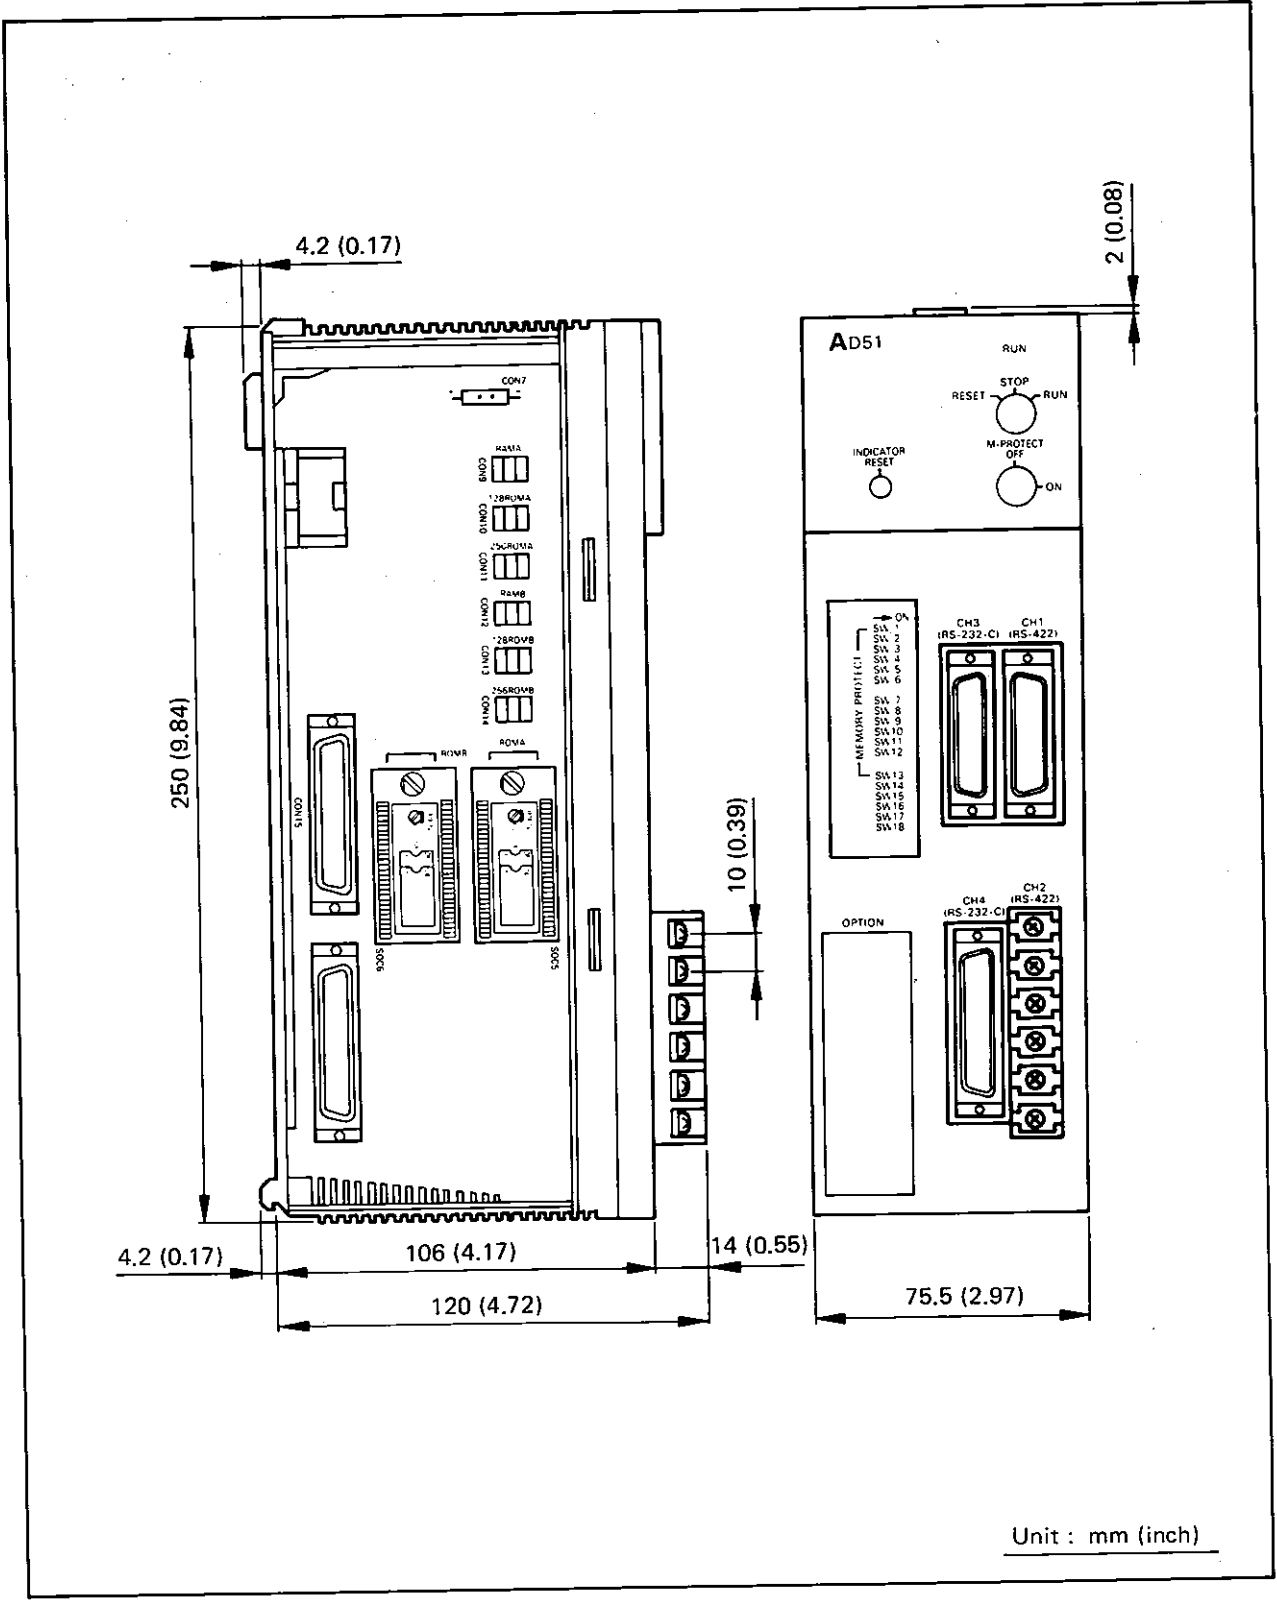 2 (0.08)
4.2 (0.17)
250 (9.84)
CON7
RAMA
CON9
128ROMA
CON10
256ROMA
CON11
RAMB
CON12
128ROMB
CON13
256ROMB
CON14
ROMB
ROMA
CON15
SOC6
SOC5
10 (0.39)
4.2 (0.17)
106 (4.17)
14 (0.55)
120 (4.72)
AD51
RUN
STOP
RESET
RUN
M-PROTECT
OFF
ON
INDICATOR
RESET
ON
MEMORY PROTECT
SW 1
SW 2
SW 3
SW 4
SW 5
SW 6
SW 7
SW 8
SW 9
SW10
SW11
SW12
SW13
SW14
SW15
SW16
SW17
SW18
CH3
(RS-232-C)
CH1
(RS-422)
OPTION
CH4
(RS-232-C)
CH2
(RS-422)
75.5 (2.97)
Unit : mm (inch)